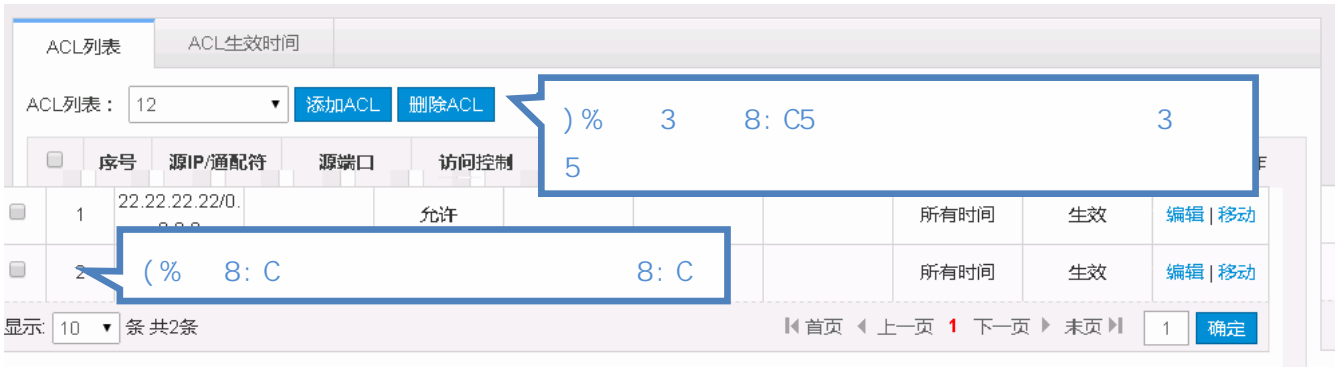 ACL列表 ACL生效时间
ACL列表： 12 添加ACL 删除ACL
)% 3 8: C5 3
5
序号 源IP/通配符 源端口 访问控制
1 22.22.22.22/0. 允许 所有时间 生效 编辑 | 移动
2 所有时间 生效 编辑 | 移动
(% 8: C 8: C
显示: 10 条 共2条 首页 上一页 1 下一页 末页 1 确定